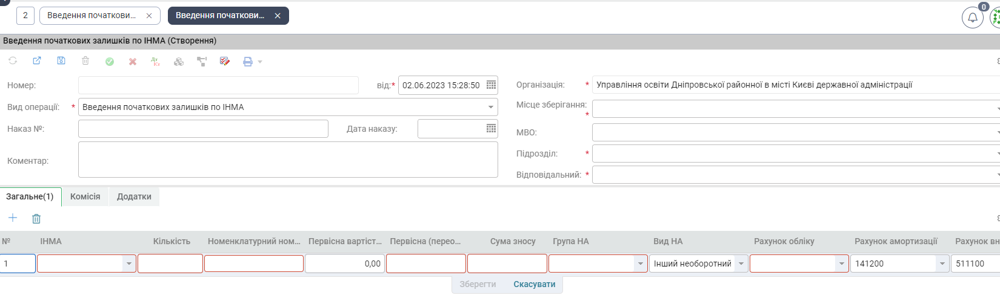 2 Введення початкови... Введення початкови... 0
Введення початкових залишків по ІНМА (Створення)
Номер: від:* 02.06.2023 15:28:50 Організація: * Управління освіти Дніпровської районної в місті Києві державної адміністрації
Вид операції: * Введення початкових залишків по ІНМА Місце зберігання: *
Наказ №: Дата наказу: МВО:
Коментар: Підрозділ: *
Відповідальний: *
Загальне(1) Комісія Додатки
№ ІНМА Кількість Номенклатурний ном... Первісна вартіст... Первісна (перео... Сума зносу Група НА Вид НА Рахунок обліку Рахунок амортизації Рахунок вн
1 0,00 Інший необоротний 141200 511100
Зберегти Скасувати